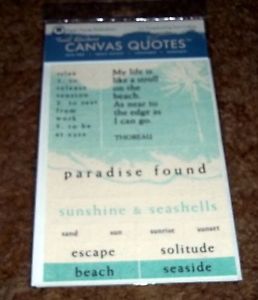 CANVAS QUOTES™
relax
1. to
release
tension
2. to rest
from
work
3. to be
at ease
My life is
like a stroll
on the
beach.
As near to
the edge as
I can go.
THOREAU
paradise found
sunshine & seashells
sand sun sunrise sunset
escape solitude
beach seaside